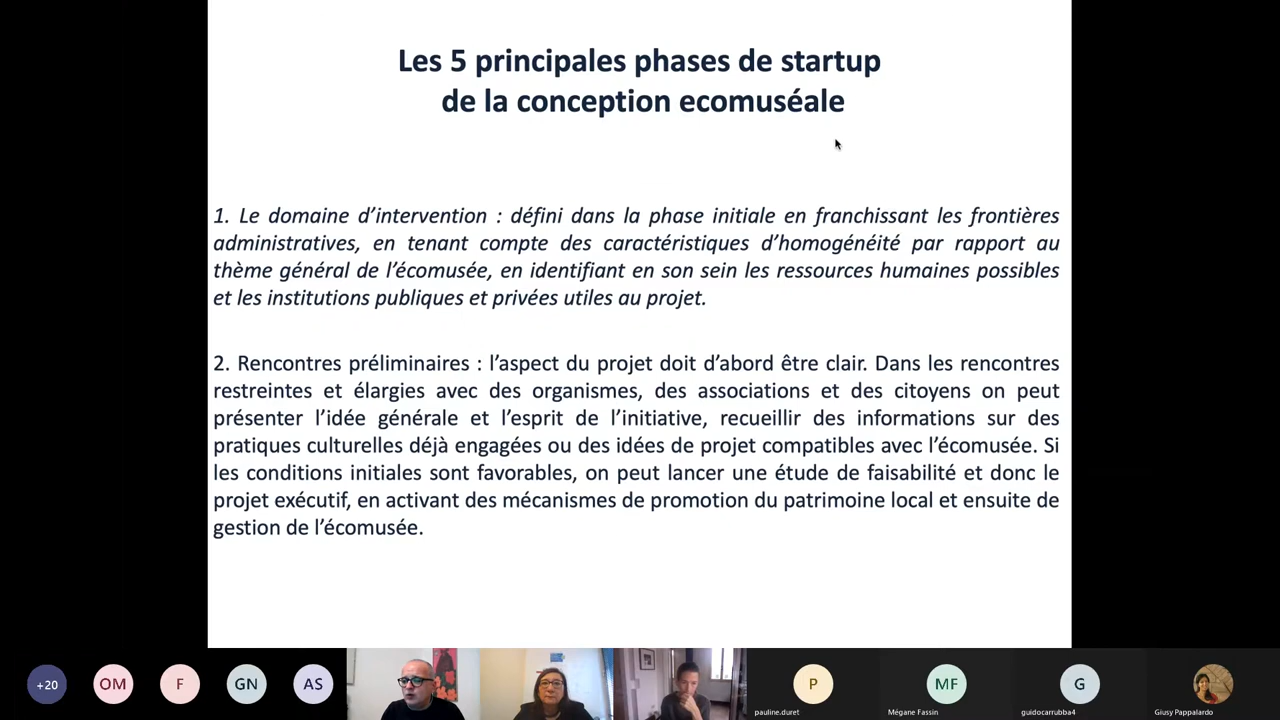 Les 5 principales phases de startup
de la conception ecomuséale
1. Le domaine d’intervention : défini dans la phase initiale en franchissant les frontières
administratives, en tenant compte des caractéristiques d’homogénéité par rapport au
thème général de l’écomusée, en identifiant en son sein les ressources humaines possibles
et les institutions publiques et privées utiles au projet.
2. Rencontres préliminaires : l’aspect du projet doit d’abord être clair. Dans les rencontres
restreintes et élargies avec des organismes, des associations et des citoyens on peut
présenter l’idée générale et l’esprit de l’initiative, recueillir des informations sur des
pratiques culturelles déjà engagées ou des idées de projet compatibles avec l’écomusée. Si
les conditions initiales sont favorables, on peut lancer une étude de faisabilité et donc le
projet exécutif, en activant des mécanismes de promotion du patrimoine local et ensuite de
gestion de l’écomusée.
+20 OM F GN AS P MF G
pauline.duret Mégane Fassin guidocarrubba4 Giusy Pappalardo